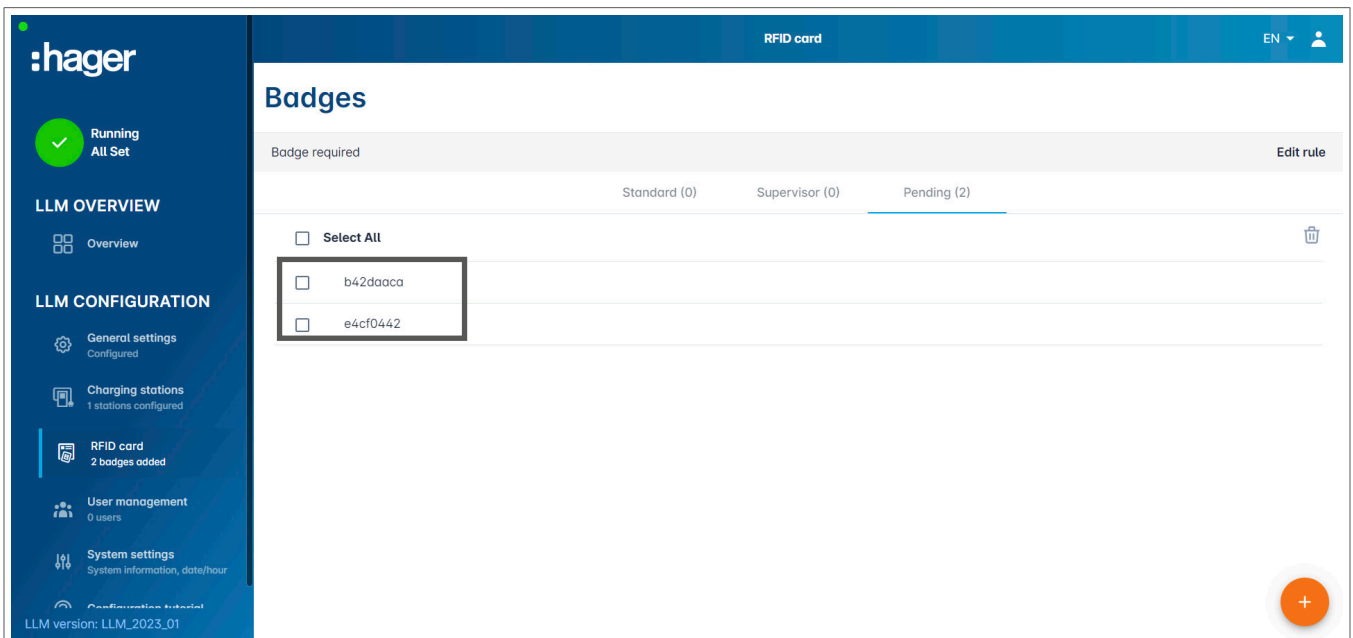 :hager
Running
All Set
LLM OVERVIEW
Overview
LLM CONFIGURATION
General settings
Configured
Charging stations
1 stations configured
RFID card
2 badges added
User management
0 users
System settings
System information, date/hour
Configuration tutorial
LLM version: LLM_2023_01
RFID card
EN
Badges
Badge required
Edit rule
Standard (0)
Supervisor (0)
Pending (2)
Select All
b42daaca
e4cf0442
+